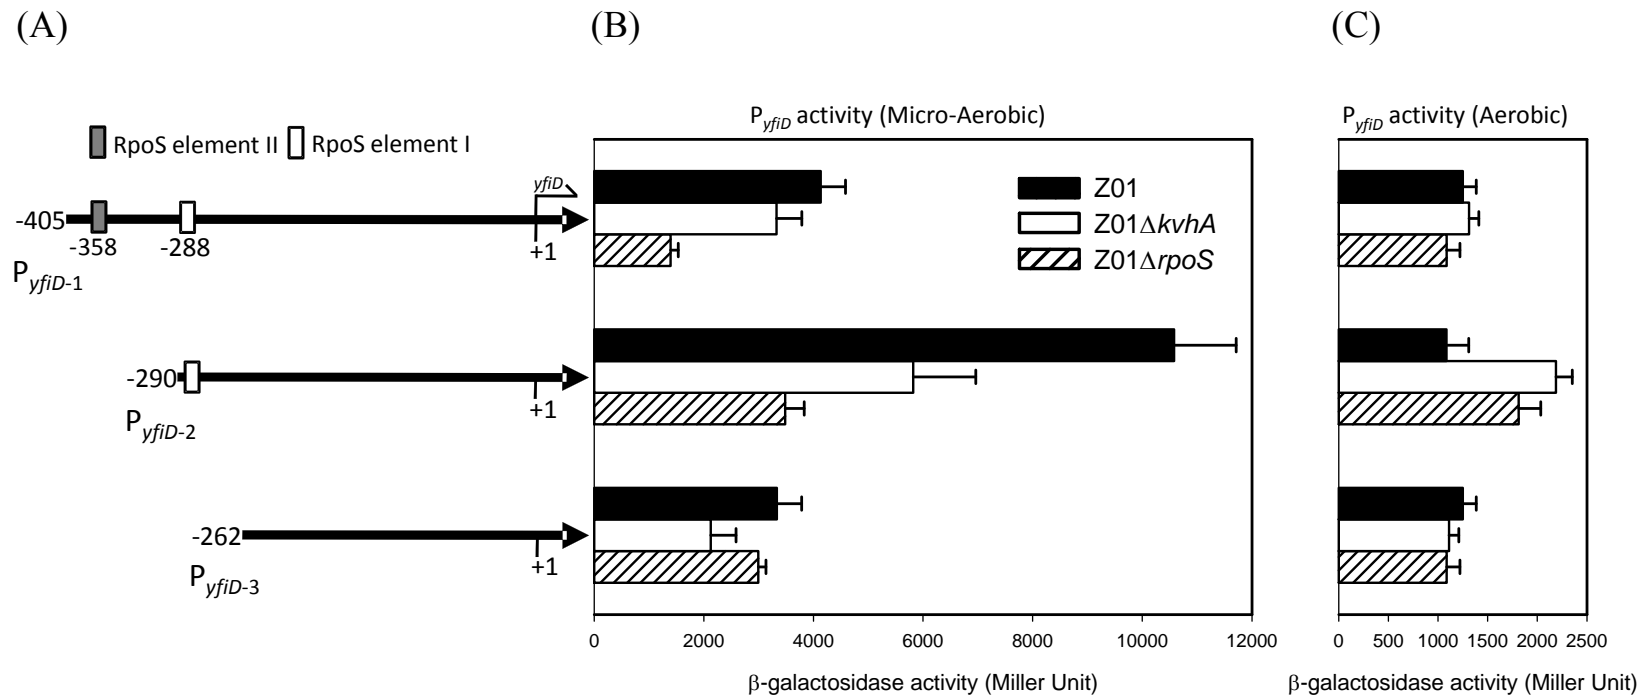 (A)
(B)
(C)
RpoS element II
RpoS element I
-405
-358
-288
yfiD
+1
PyfiD-1
-290
+1
PyfiD-2
-262
+1
PyfiD-3
PyfiD activity (Micro-Aerobic)
Z01
Z01ΔkvhA
Z01ΔrpoS
0 2000 4000 6000 8000 10000 12000
β-galactosidase activity (Miller Unit)
PyfiD activity (Aerobic)
0 500 1000 1500 2000 2500
β-galactosidase activity (Miller Unit)